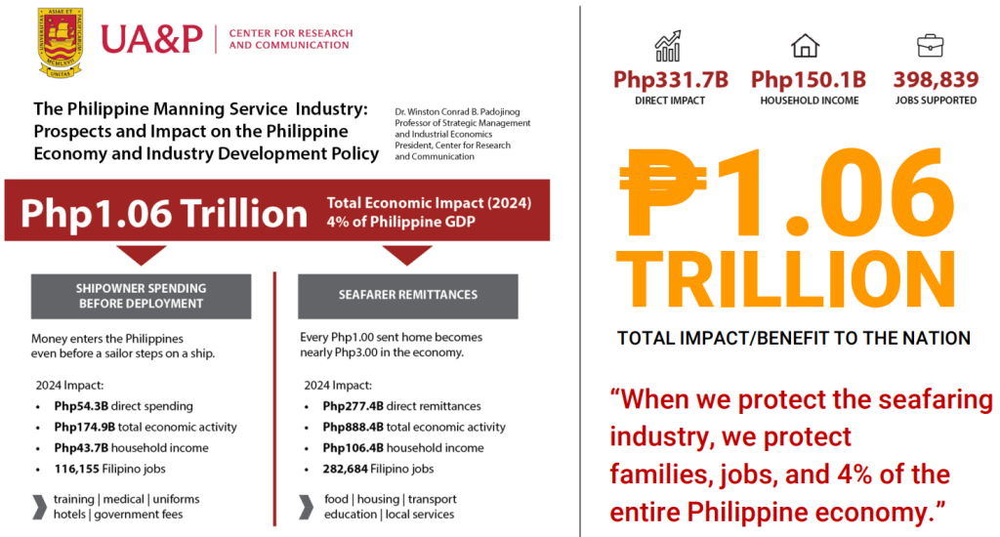 UA&P
CENTER FOR RESEARCH
AND COMMUNICATION
The Philippine Manning Service Industry:
Prospects and Impact on the Philippine
Economy and Industry Development Policy
Dr. Winston Conrad B. Padojinog
Professor of Strategic Management
and Industrial Economics
President, Center for Research
and Communication
Php1.06 Trillion
Total Economic Impact (2024)
4% of Philippine GDP
SHIPOWNER SPENDING
BEFORE DEPLOYMENT
Money enters the Philippines
even before a sailor steps on a ship.
2024 Impact:
• Php54.3B direct spending
• Php174.9B total economic activity
• Php43.7B household income
• 116,155 Filipino jobs
training | medical | uniforms
hotels | government fees
SEAFARER REMITTANCES
Every Php1.00 sent home becomes
nearly Php3.00 in the economy.
2024 Impact:
• Php277.4B direct remittances
• Php888.4B total economic activity
• Php106.4B household income
• 282,684 Filipino jobs
food | housing | transport
education | local services
Php331.7B
DIRECT IMPACT
Php150.1B
HOUSEHOLD INCOME
398,839
JOBS SUPPORTED
₱1.06
TRILLION
TOTAL IMPACT/BENEFIT TO THE NATION
“When we protect the seafaring
industry, we protect
families, jobs, and 4% of the
entire Philippine economy.”